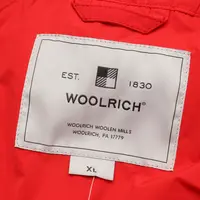 EST. 1830
WOOLRICH®
WOOLRICH WOOLEN MILLS
WOOLRICH, PA 17779
XL